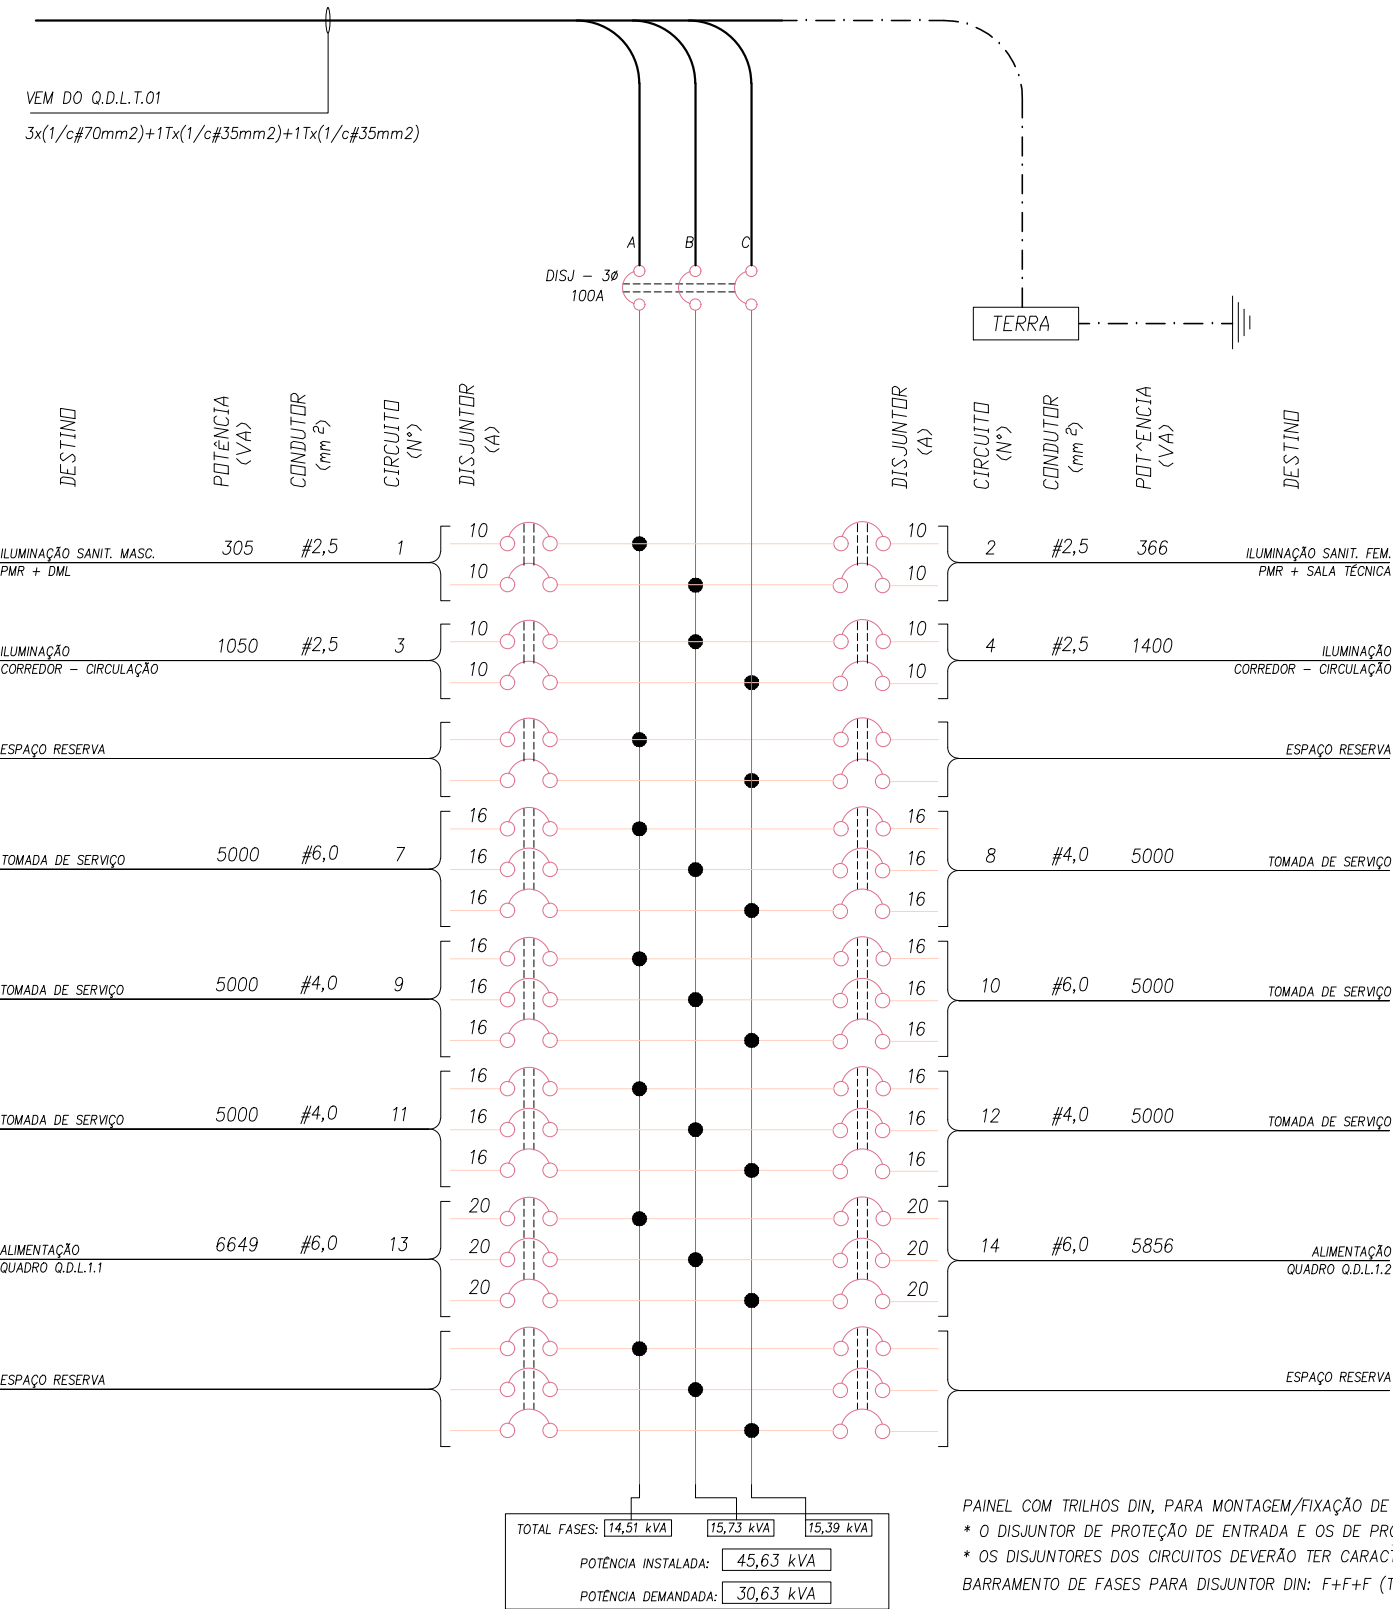 VEM DO Q.D.L.T.01
3x(1/c#70mm2)+1Tx(1/c#35mm2)+1Tx(1/c#35mm2)
A B C
DISJ - 3ø
100A
TERRA
DESTINO
POTÊNCIA
(VA)
CONDUTOR
(mm²)
CIRCUITO
(N°)
DISJUNTOR
(A)
DISJUNTOR
(A)
CIRCUITO
(N°)
CONDUTOR
(mm²)
POT^ENCIA
(VA)
DESTINO
ILUMINAÇÃO SANIT. MASC. 305 #2,5 1 10
PMR + DML 10
10 2 #2,5 366 ILUMINAÇÃO SANIT. FEM.
10 PMR + SALA TÉCNICA
ILUMINAÇÃO 1050 #2,5 3 10
CORREDOR - CIRCULAÇÃO 10
10 4 #2,5 1400 ILUMINAÇÃO
10 CORREDOR - CIRCULAÇÃO
ESPAÇO RESERVA
ESPAÇO RESERVA
16
TOMADA DE SERVIÇO 5000 #6,0 7 16
16
16
16 8 #4,0 5000 TOMADA DE SERVIÇO
16
16
TOMADA DE SERVIÇO 5000 #4,0 9 16
16
16
16 10 #6,0 5000 TOMADA DE SERVIÇO
16
16
TOMADA DE SERVIÇO 5000 #4,0 11 16
16
16
16 12 #4,0 5000 TOMADA DE SERVIÇO
16
20
ALIMENTAÇÃO 6649 #6,0 13 20
QUADRO Q.D.L.1.1 20
20
20 14 #6,0 5856 ALIMENTAÇÃO
20 QUADRO Q.D.L.1.2
ESPAÇO RESERVA
ESPAÇO RESERVA
TOTAL FASES: 14,51 kVA 15,73 kVA 15,39 kVA
POTÊNCIA INSTALADA: 45,63 kVA
POTÊNCIA DEMANDADA: 30,63 kVA
PAINEL COM TRILHOS DIN, PARA MONTAGEM/FIXAÇÃO DE
* O DISJUNTOR DE PROTEÇÃO DE ENTRADA E OS DE
* OS DISJUNTORES DOS CIRCUITOS DEVERÃO TER
BARRAMENTO DE FASES PARA DISJUNTOR DIN: F+F+F